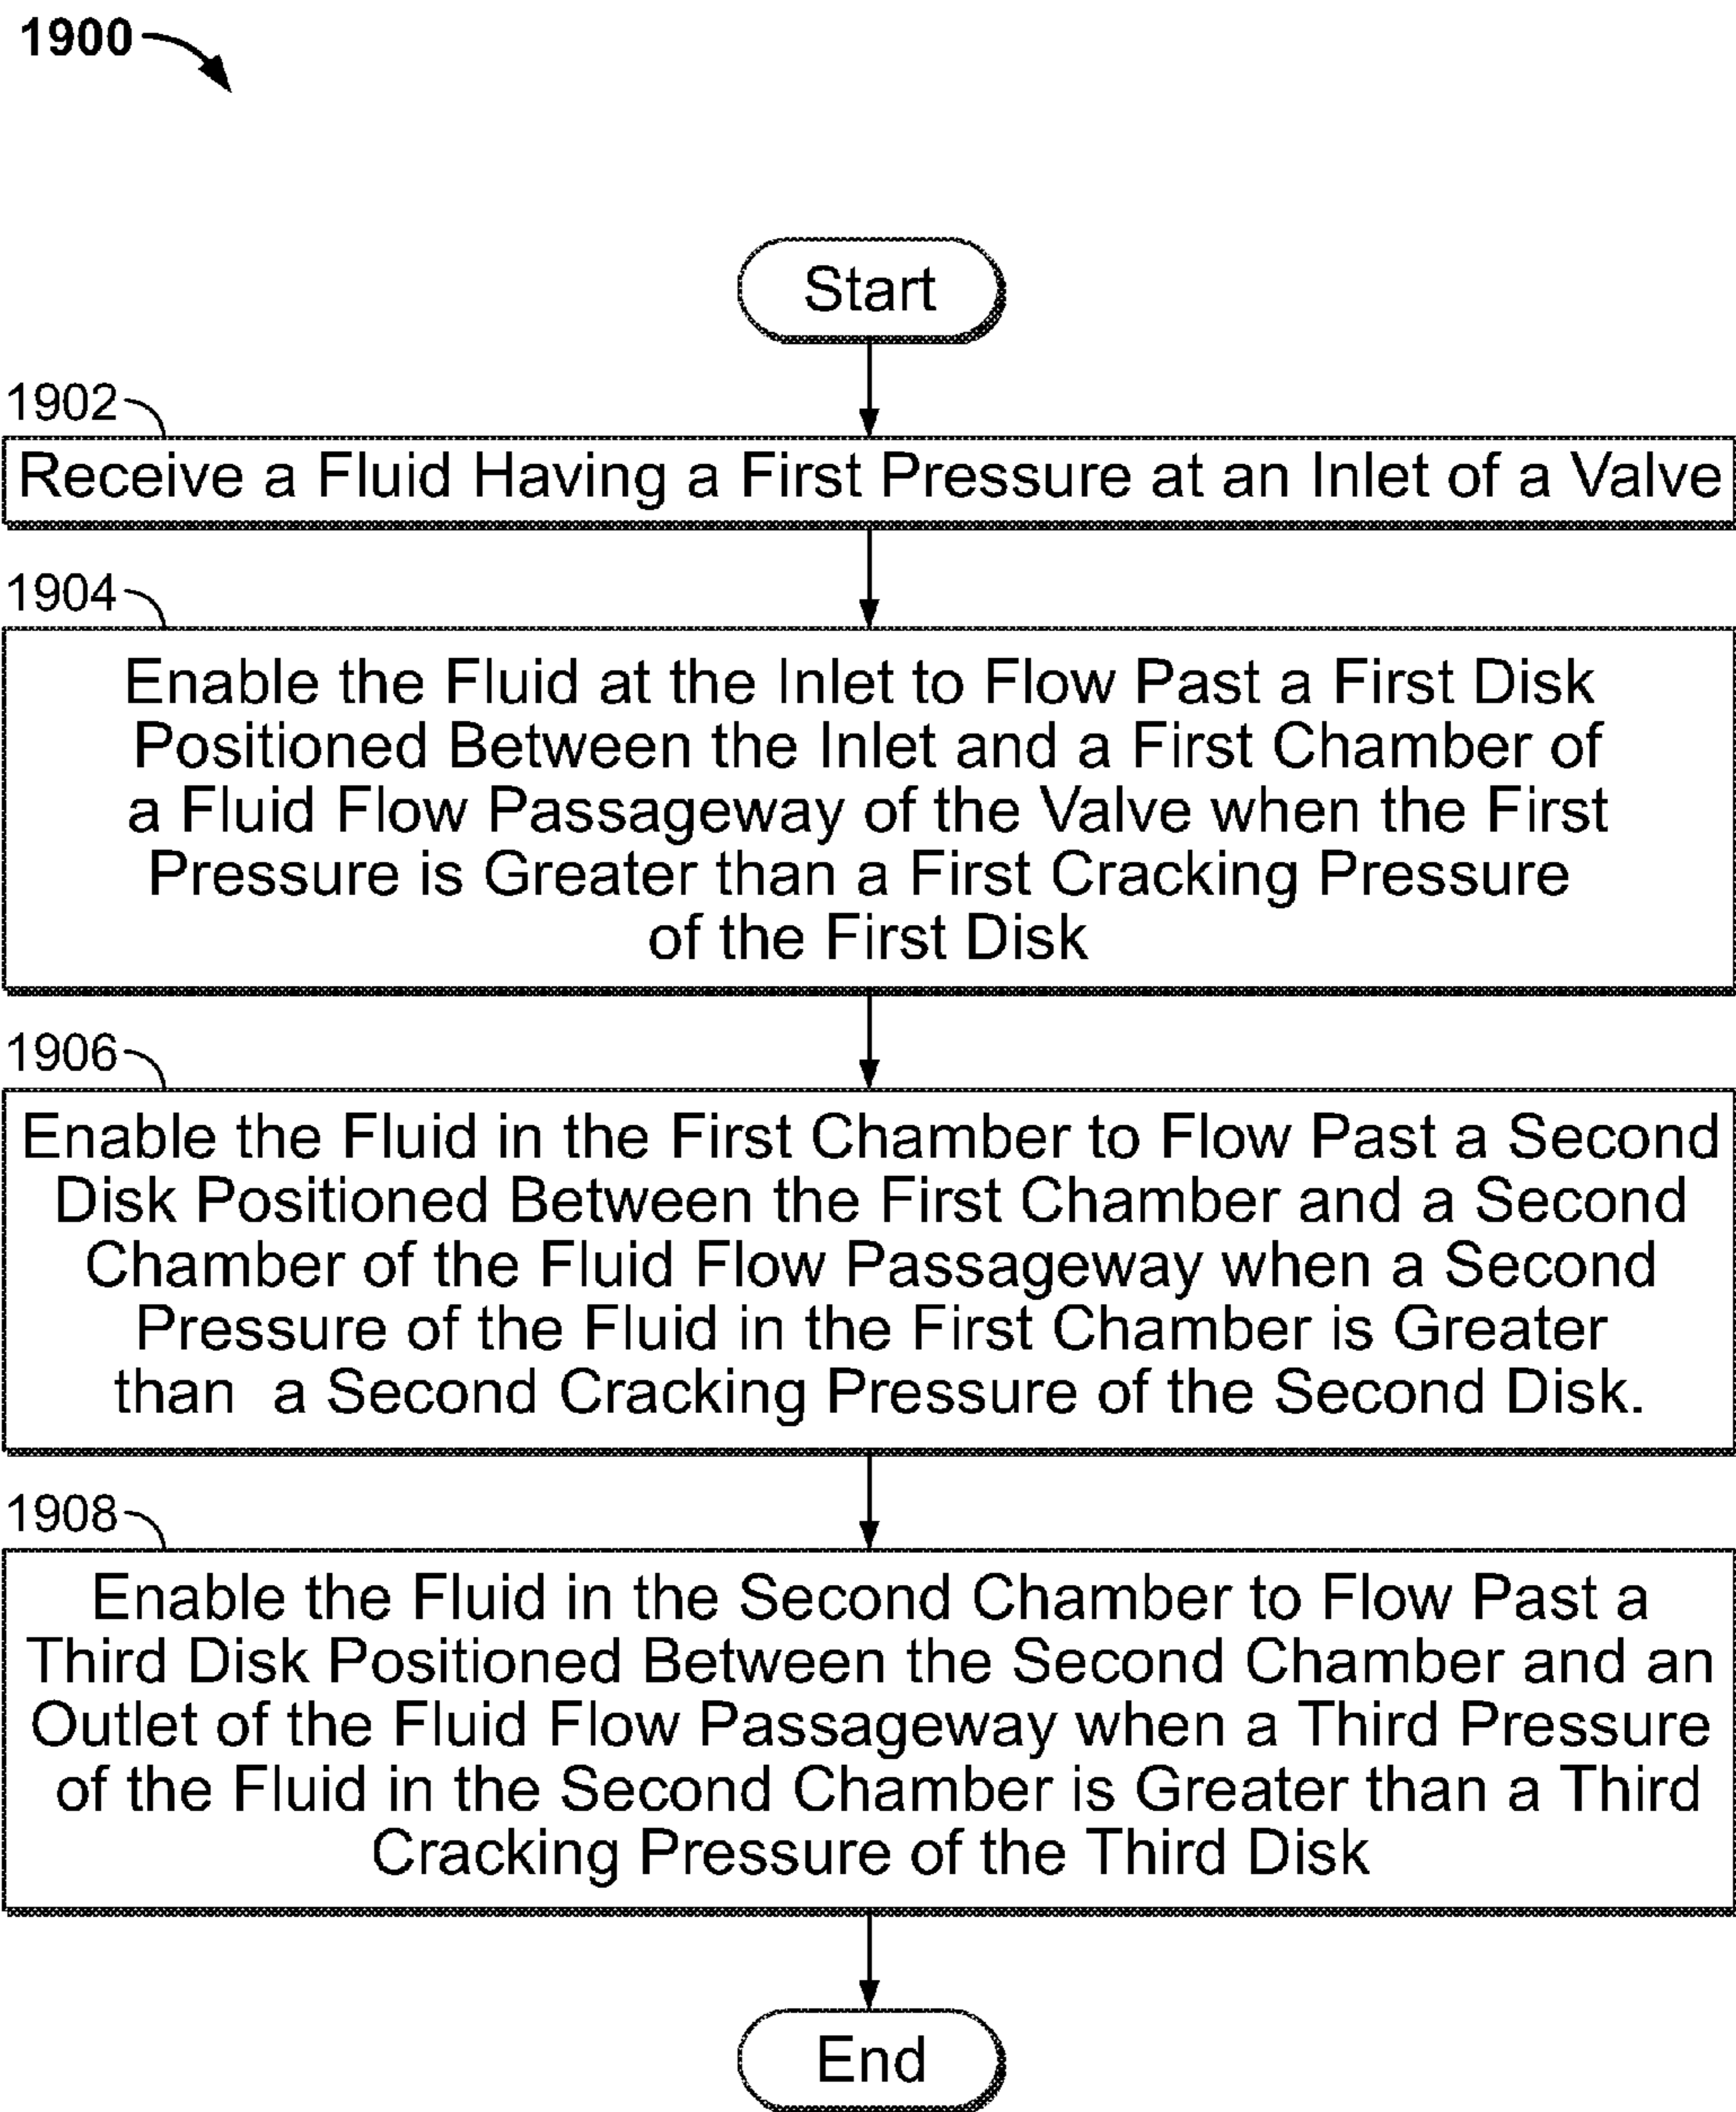 1900
Start
1902
Receive a Fluid Having a First Pressure at an Inlet of a Valve
1904
Enable the Fluid at the Inlet to Flow Past a First Disk
Positioned Between the Inlet and a First Chamber of
a Fluid Flow Passageway of the Valve when the First
Pressure is Greater than a First Cracking Pressure
of the First Disk
1906
Enable the Fluid in the First Chamber to Flow Past a Second
Disk Positioned Between the First Chamber and a Second
Chamber of the Fluid Flow Passageway when a Second
Pressure of the Fluid in the First Chamber is Greater
than a Second Cracking Pressure of the Second Disk.
1908
Enable the Fluid in the Second Chamber to Flow Past a
Third Disk Positioned Between the Second Chamber and an
Outlet of the Fluid Flow Passageway when a Third Pressure
of the Fluid in the Second Chamber is Greater than a Third
Cracking Pressure of the Third Disk
End